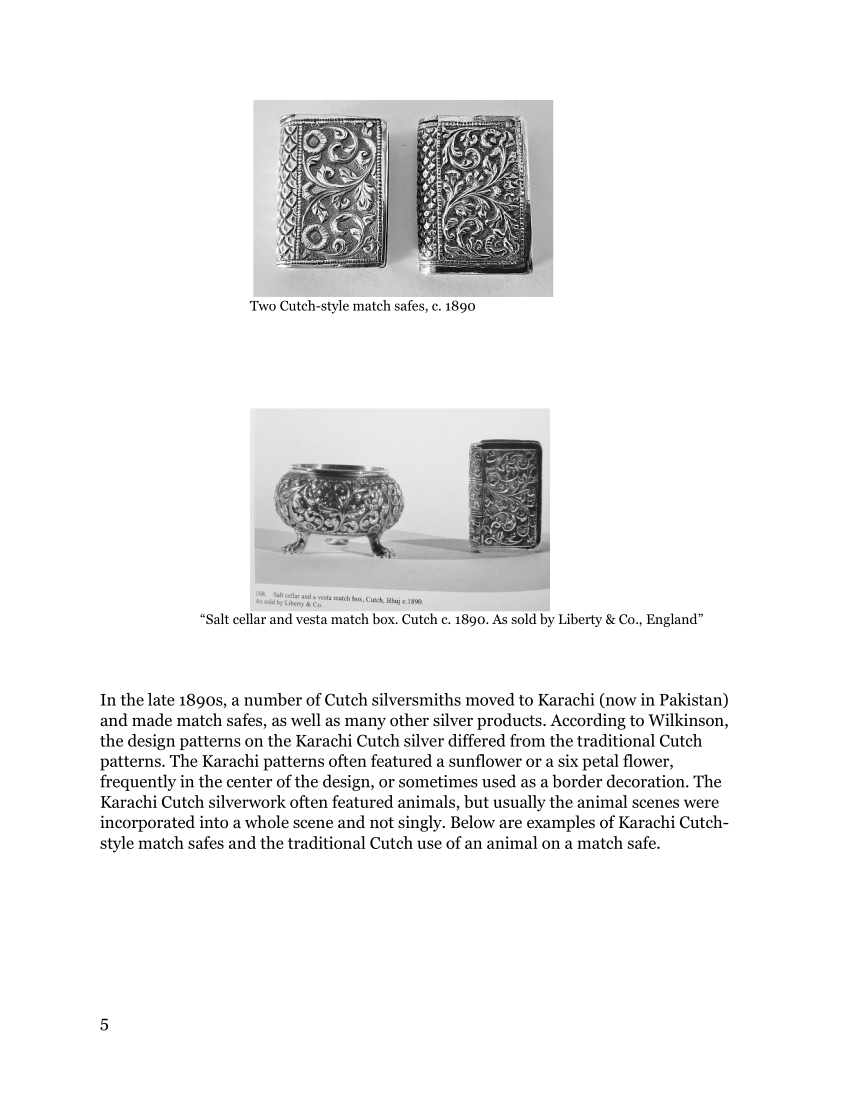 Two Cutch-style match safes, c. 1890
108. Salt cellar and a vesta match box, Cutch, Bhuj c.1890.
As sold by Liberty & Co.
“Salt cellar and vesta match box. Cutch c. 1890. As sold by Liberty & Co., England”
In the late 1890s, a number of Cutch silversmiths moved to Karachi (now in Pakistan)
and made match safes, as well as many other silver products. According to Wilkinson,
the design patterns on the Karachi Cutch silver differed from the traditional Cutch
patterns. The Karachi patterns often featured a sunflower or a six petal flower,
frequently in the center of the design, or sometimes used as a border decoration. The
Karachi Cutch silverwork often featured animals, but usually the animal scenes were
incorporated into a whole scene and not singly. Below are examples of Karachi Cutch-
style match safes and the traditional Cutch use of an animal on a match safe.
5